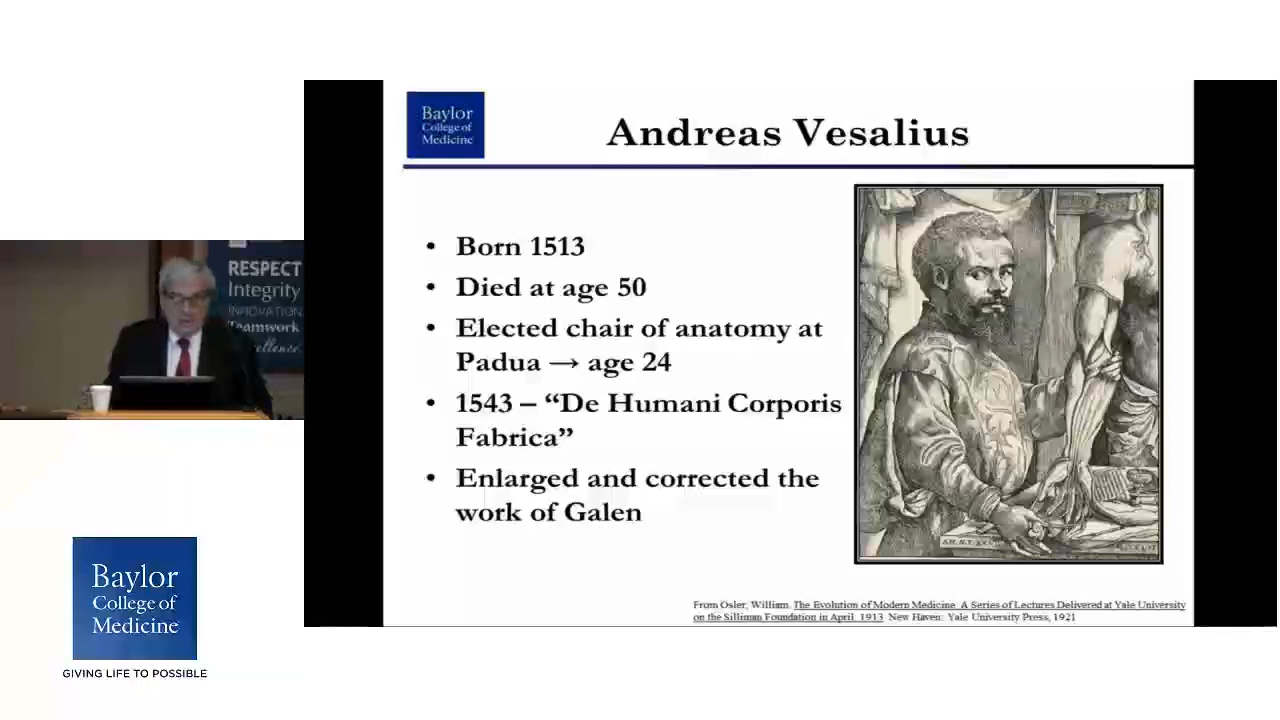 Baylor
College of
Medicine
Andreas Vesalius
• Born 1513
• Died at age 50
• Elected chair of anatomy at
Padua → age 24
• 1543 – “De Humani Corporis
Fabrica”
• Enlarged and corrected the
work of Galen
From Osler, William. The Evolution of Modern Medicine. A Series of Lectures Delivered at Yale University
on the Silliman Foundation in April, 1913 New Haven: Yale University Press, 1921
RESPECT
Integrity
INNOVATION
Teamwork
Baylor
College of
Medicine
GIVING LIFE TO POSSIBLE